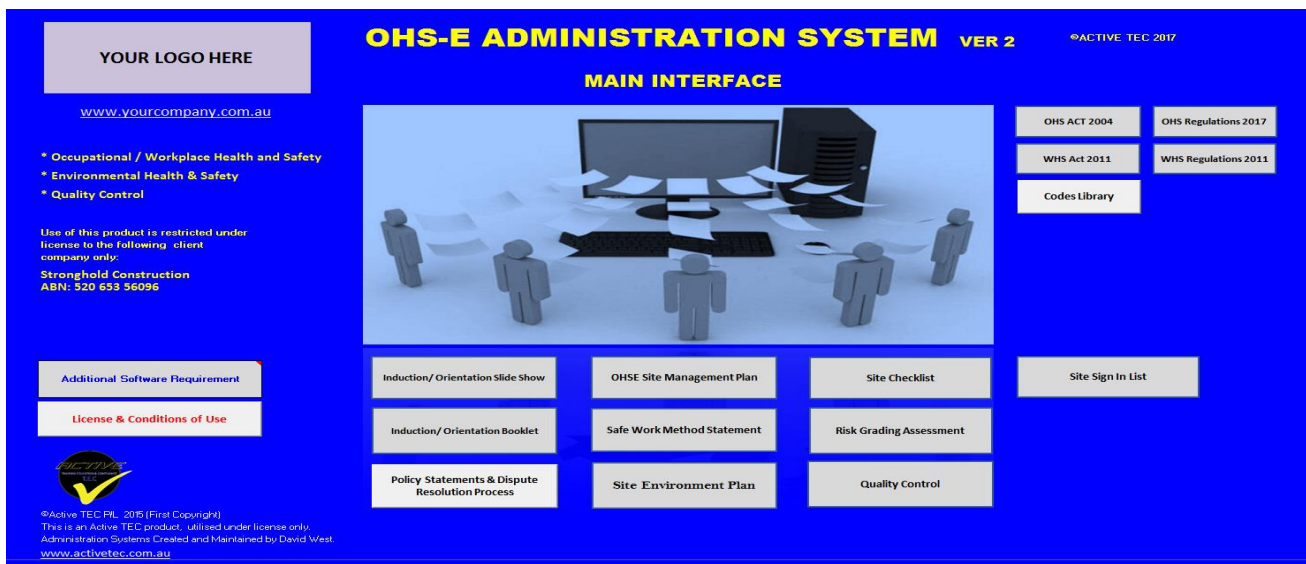 YOUR LOGO HERE
www.yourcompany.com.au
* Occupational / Workplace Health and Safety
* Environmental Health & Safety
* Quality Control
Use of this product is restricted under
license to the following client
company only:
Stronghold Construction
ABN: 520 653 56096
Additional Software Requirement
License & Conditions of Use
ACTIVE
T.E.C
©Active TEC P/L 2015 (First Copyright)
This is an Active TEC product, utilised under license only.
Administration Systems Created and Maintained by David West.
www.activetec.com.au
OHS-E ADMINISTRATION SYSTEM VER 2
©ACTIVE TEC 2017
MAIN INTERFACE
OHS ACT 2004
OHS Regulations 2017
WHS Act 2011
WHS Regulations 2011
Codes Library
Induction/ Orientation Slide Show
OHSE Site Management Plan
Site Checklist
Site Sign In List
Induction/ Orientation Booklet
Safe Work Method Statement
Risk Grading Assessment
Policy Statements & Dispute
Resolution Process
Site Environment Plan
Quality Control